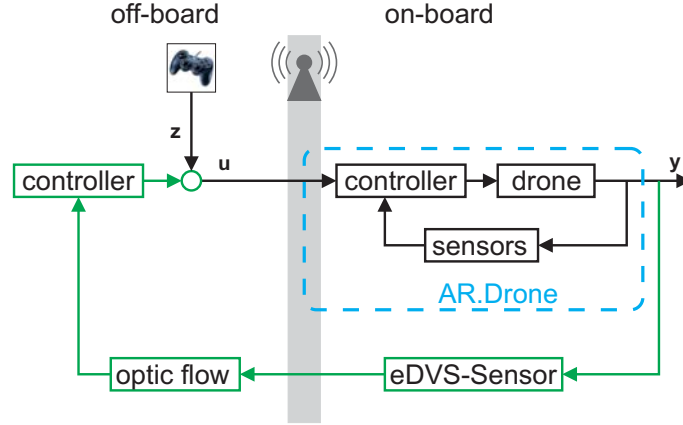 off-board
on-board
z
u
y
controller
controller
drone
sensors
AR.Drone
optic flow
eDVS-Sensor